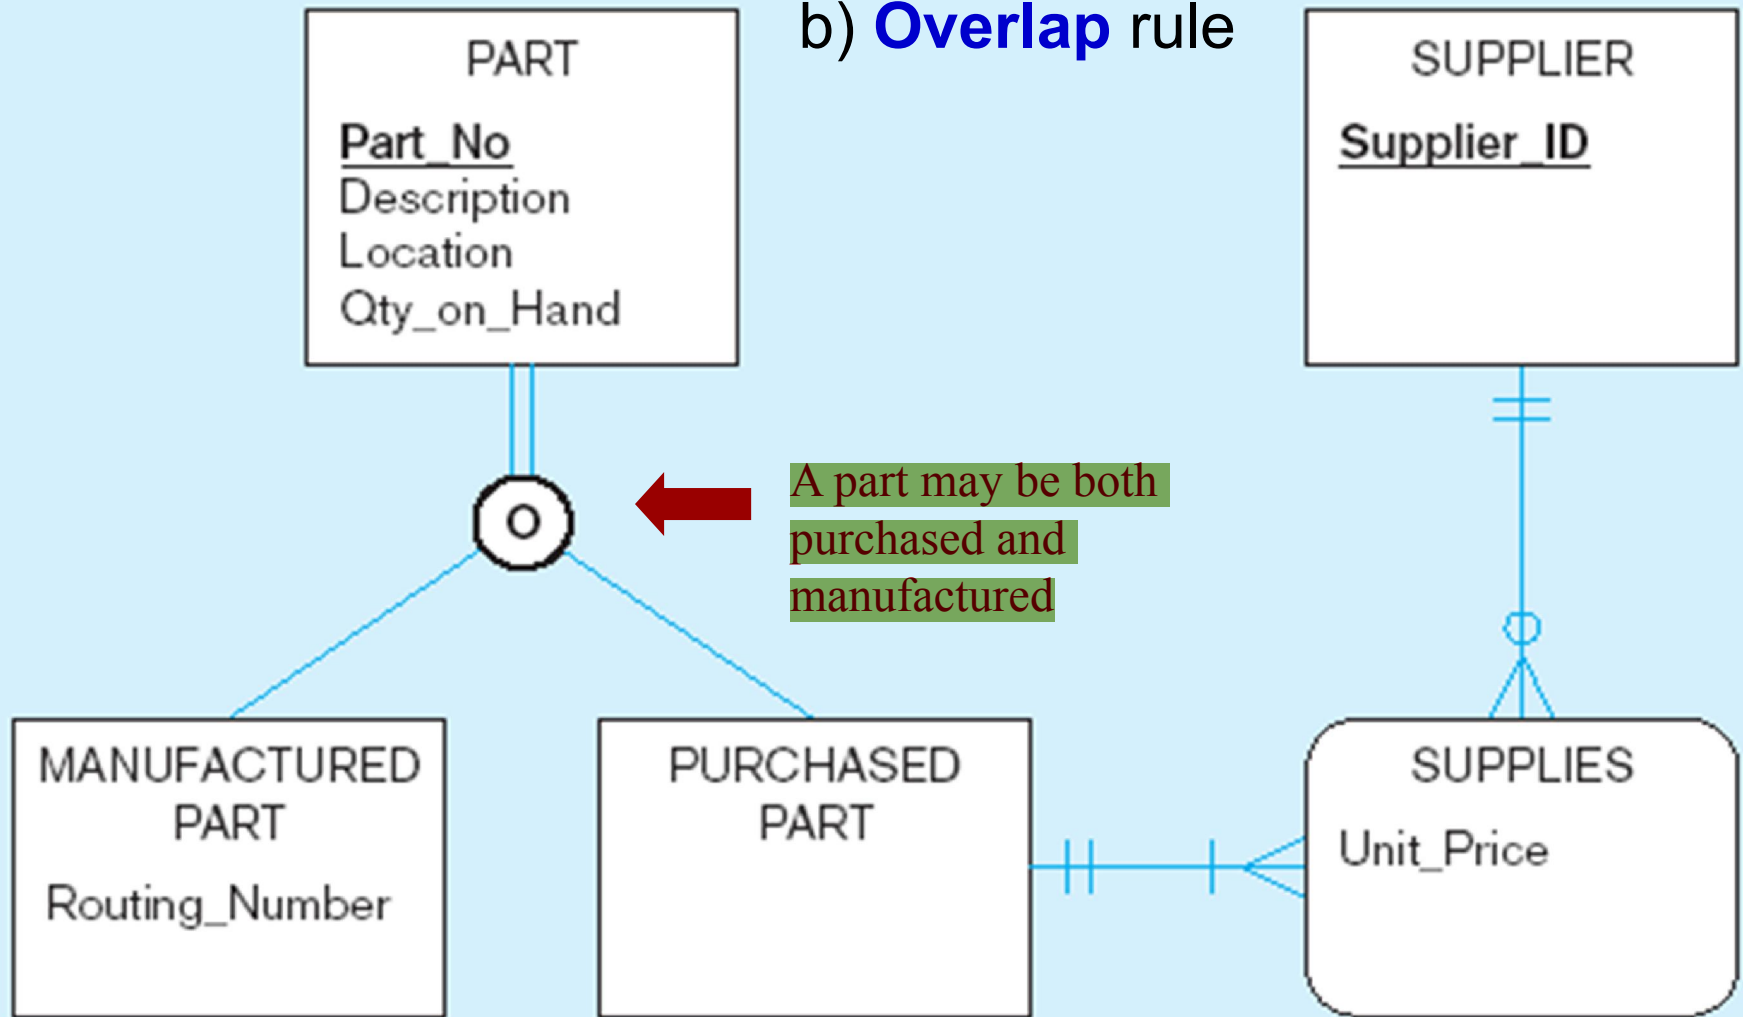 b) Overlap rule
PART
Part_No
Description
Location
Qty_on_Hand
SUPPLIER
Supplier_ID
O
A part may be both
purchased and
manufactured
MANUFACTURED
PART
Routing_Number
PURCHASED
PART
SUPPLIES
Unit_Price